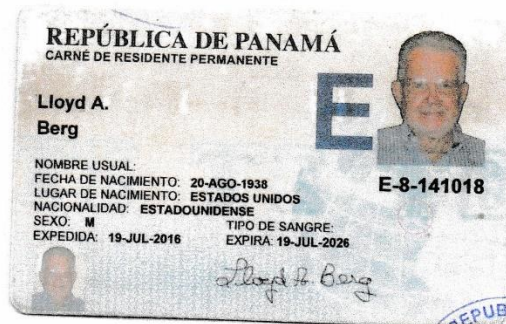 REPÚBLICA DE PANAMÁ
CARNÉ DE RESIDENTE PERMANENTE
Lloyd A.
Berg
E
E-8-141018
NOMBRE USUAL:
FECHA DE NACIMIENTO: 20-AGO-1938
LUGAR DE NACIMIENTO: ESTADOS UNIDOS
NACIONALIDAD: ESTADOUNIDENSE
SEXO: M TIPO DE SANGRE:
EXPEDIDA: 19-JUL-2016 EXPIRA: 19-JUL-2026
Lloyd A. Berg
REPUB